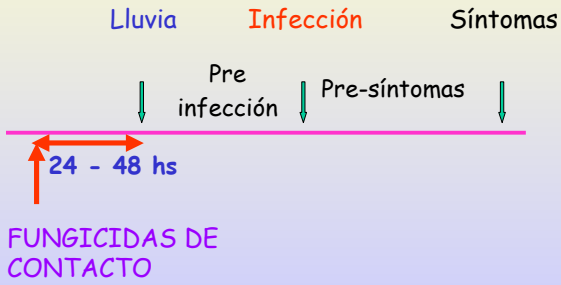 Lluvia Infección Síntomas
Pre
infección
Pre-síntomas
24 - 48 hs
FUNGICIDAS DE
CONTACTO